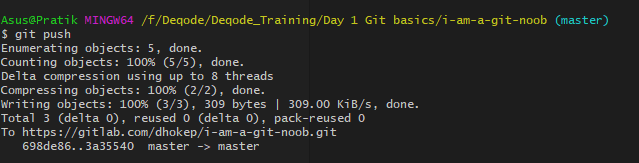 Asus@Pratik MINGW64 /f/Deqode/Deqode_Training/Day 1 Git basics/i-am-a-git-noob (master)
$ git push
Enumerating objects: 5, done.
Counting objects: 100% (5/5), done.
Delta compression using up to 8 threads
Compressing objects: 100% (2/2), done.
Writing objects: 100% (3/3), 309 bytes | 309.00 KiB/s, done.
Total 3 (delta 0), reused 0 (delta 0), pack-reused 0
To https://gitlab.com/dhokep/i-am-a-git-noob.git
   698de86..3a35540  master -> master